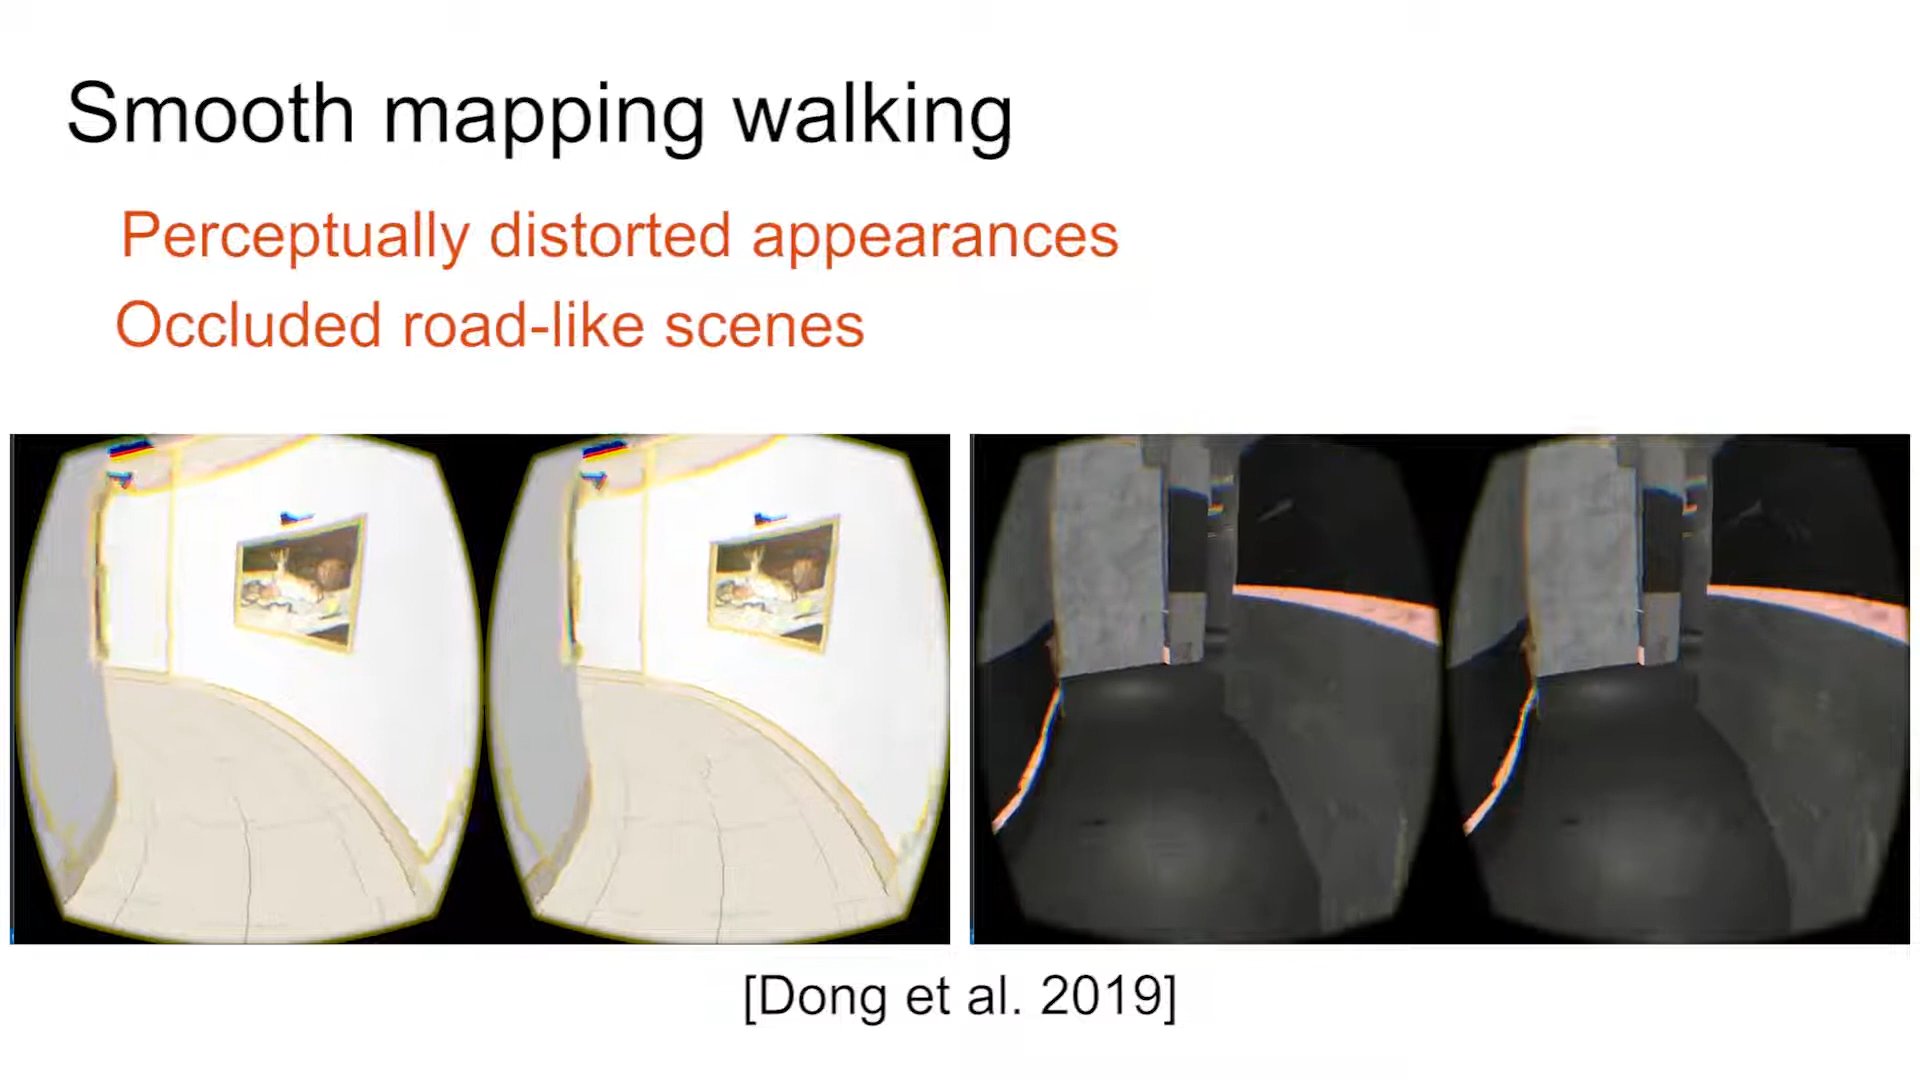 Smooth mapping walking
Perceptually distorted appearances
Occluded road-like scenes
[Dong et al. 2019]